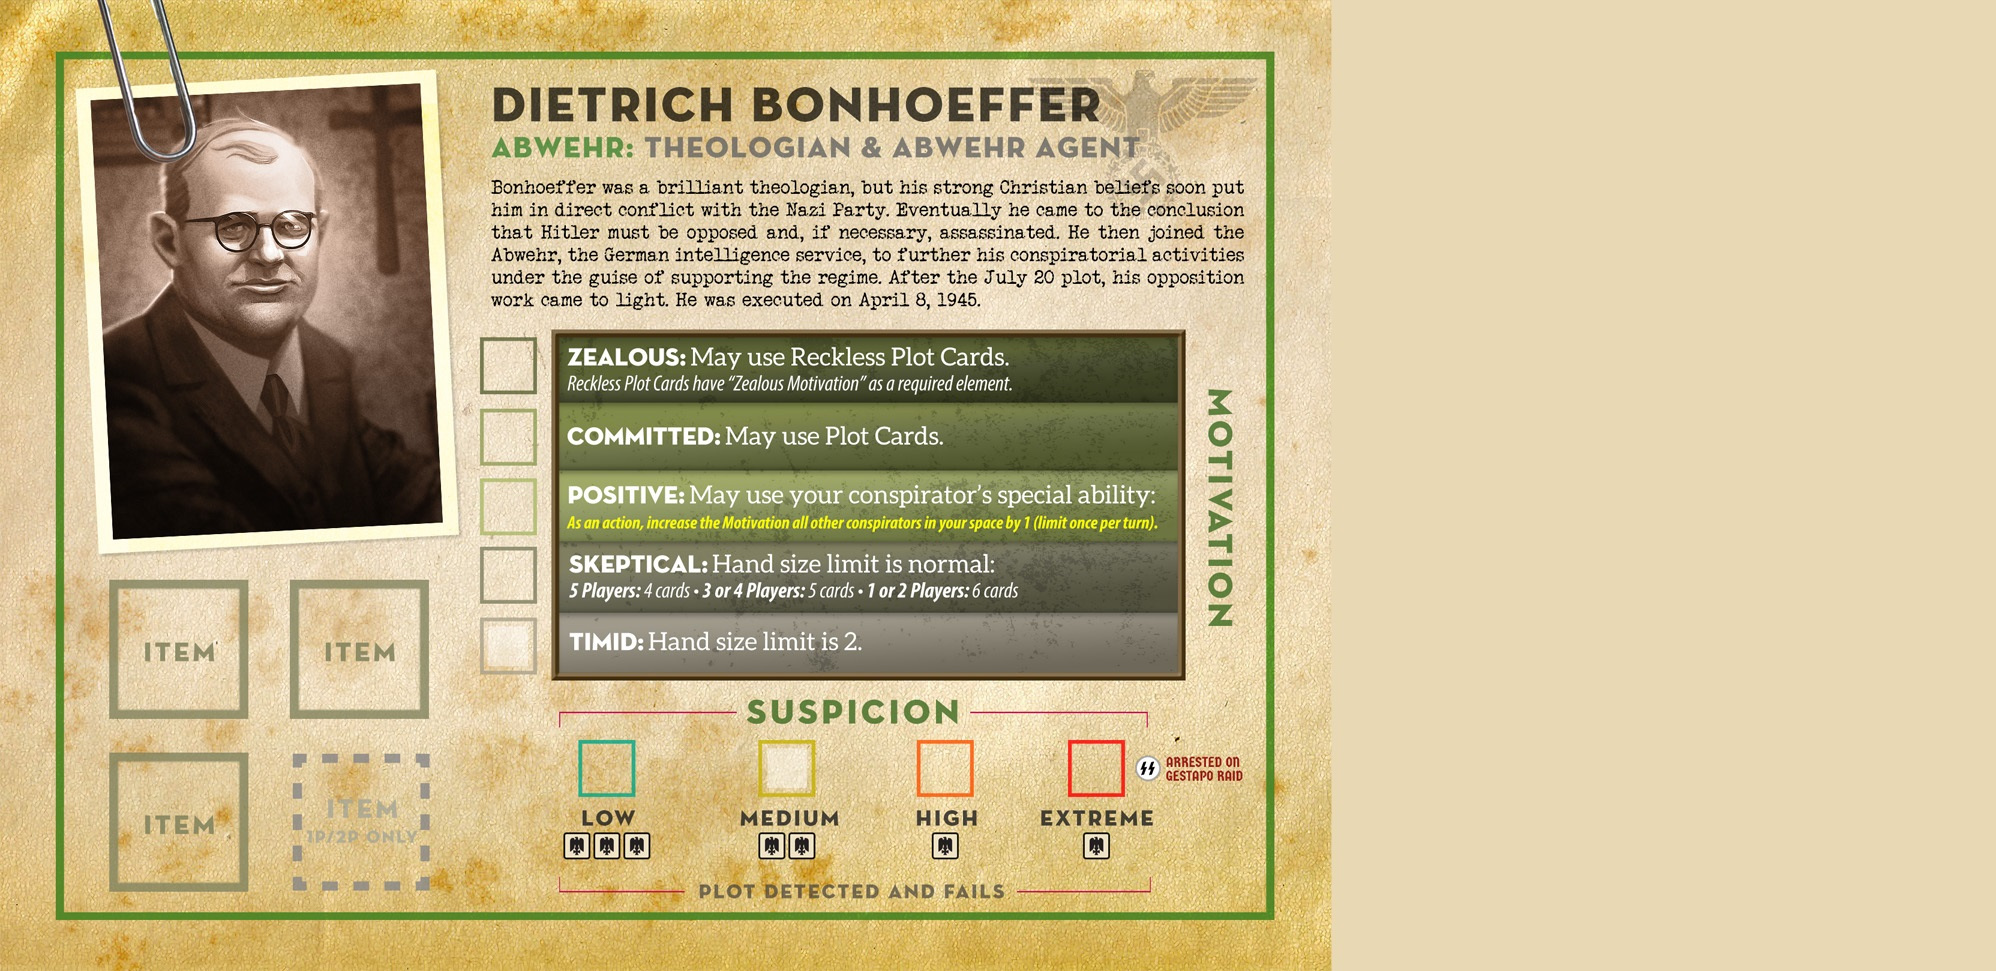 DIETRICH BONHOEFFER
ABWEHR: THEOLOGIAN & ABWEHR AGENT
Bonhoeffer was a brilliant theologian, but his strong Christian beliefs soon put
him in direct conflict with the Nazi Party. Eventually he came to the conclusion
that Hitler must be opposed and, if necessary, assassinated. He then joined the
Abwehr, the German intelligence service, to further his conspiratorial activities
under the guise of supporting the regime. After the July 20 plot, his opposition
work came to light. He was executed on April 8, 1945.
ZEALOUS: May use Reckless Plot Cards.
Reckless Plot Cards have “Zealous Motivation” as a required element.
COMMITTED: May use Plot Cards.
POSITIVE: May use your conspirator’s special ability:
As an action, increase the Motivation all other conspirators in your space by 1 (limit once per turn).
SKEPTICAL: Hand size limit is normal:
5 Players: 4 cards • 3 or 4 Players: 5 cards • 1 or 2 Players: 6 cards
TIMID: Hand size limit is 2.
MOTIVATION
ITEM
ITEM
ITEM
ITEM
1P/2P ONLY
SUSPICION
ARRESTED ON
GESTAPO RAID
LOW
MEDIUM
HIGH
EXTREME
PLOT DETECTED AND FAILS